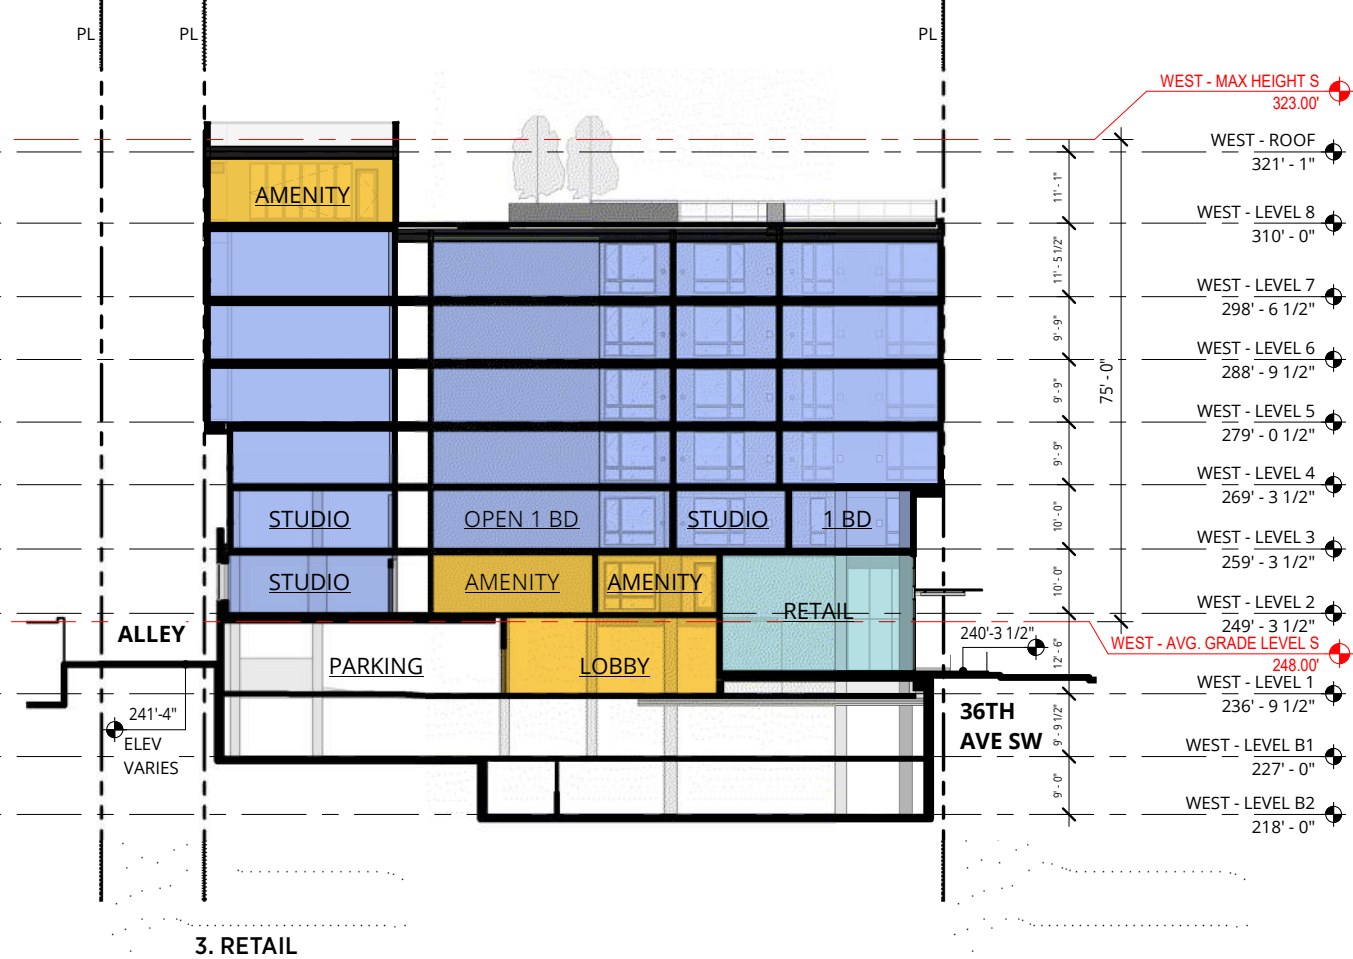 PL
PL
PL
WEST - MAX HEIGHT S
323.00'
WEST - ROOF
321' - 1"
11' - 1"
AMENITY
WEST - LEVEL 8
310' - 0"
11' - 5 1/2"
WEST - LEVEL 7
298' - 6 1/2"
9' - 9"
WEST - LEVEL 6
288' - 9 1/2"
75' - 0"
9' - 9"
WEST - LEVEL 5
279' - 0 1/2"
9' - 9"
WEST - LEVEL 4
269' - 3 1/2"
STUDIO
OPEN 1 BD
STUDIO
1 BD
10' - 0"
WEST - LEVEL 3
259' - 3 1/2"
STUDIO
AMENITY
AMENITY
10' - 0"
RETAIL
WEST - LEVEL 2
249' - 3 1/2"
ALLEY
240'-3 1/2"
WEST - AVG. GRADE LEVEL S
248.00'
12' - 6"
PARKING
LOBBY
WEST - LEVEL 1
236' - 9 1/2"
241'-4"
ELEV
VARIES
36TH
AVE SW
9' - 9 1/2"
WEST - LEVEL B1
227' - 0"
9' - 0"
WEST - LEVEL B2
218' - 0"
3. RETAIL